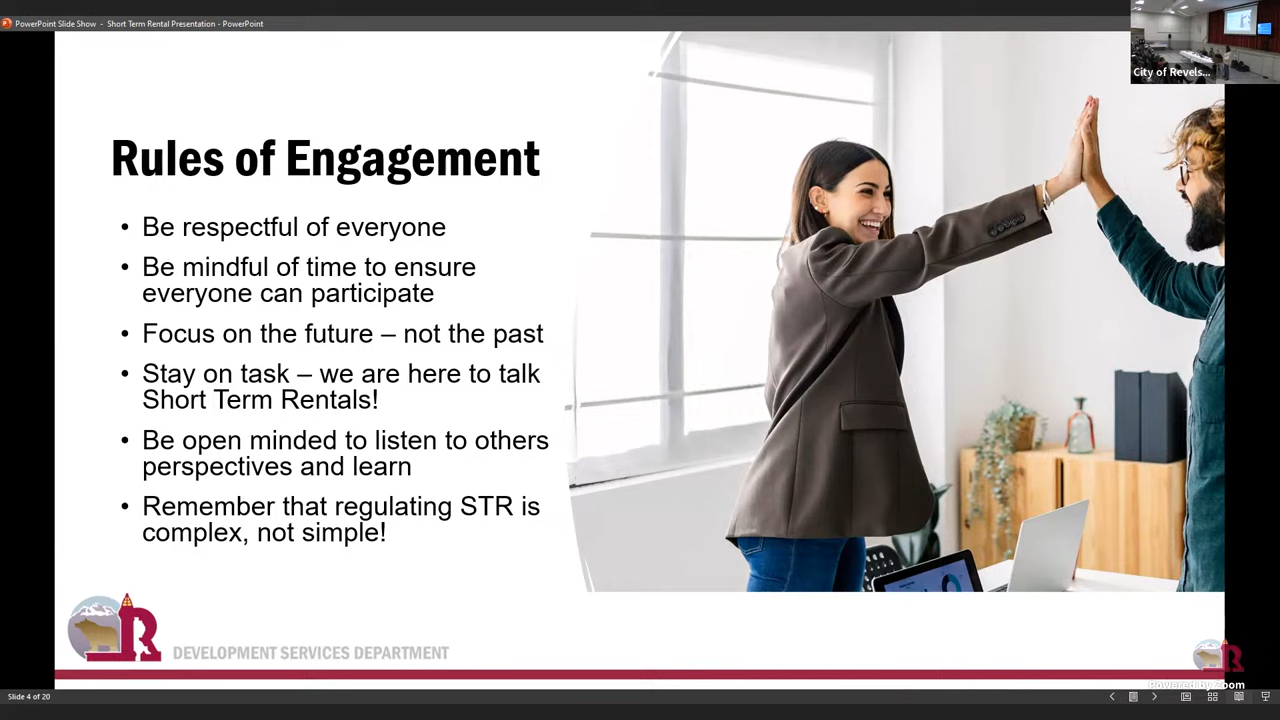 PowerPoint Slide Show - Short Term Rental Presentation - PowerPoint
City of Revels...
Rules of Engagement
• Be respectful of everyone
• Be mindful of time to ensure
everyone can participate
• Focus on the future – not the past
• Stay on task – we are here to talk
Short Term Rentals!
• Be open minded to listen to others
perspectives and learn
• Remember that regulating STR is
complex, not simple!
R
DEVELOPMENT SERVICES DEPARTMENT
R
Powered by Zoom
Slide 4 of 20